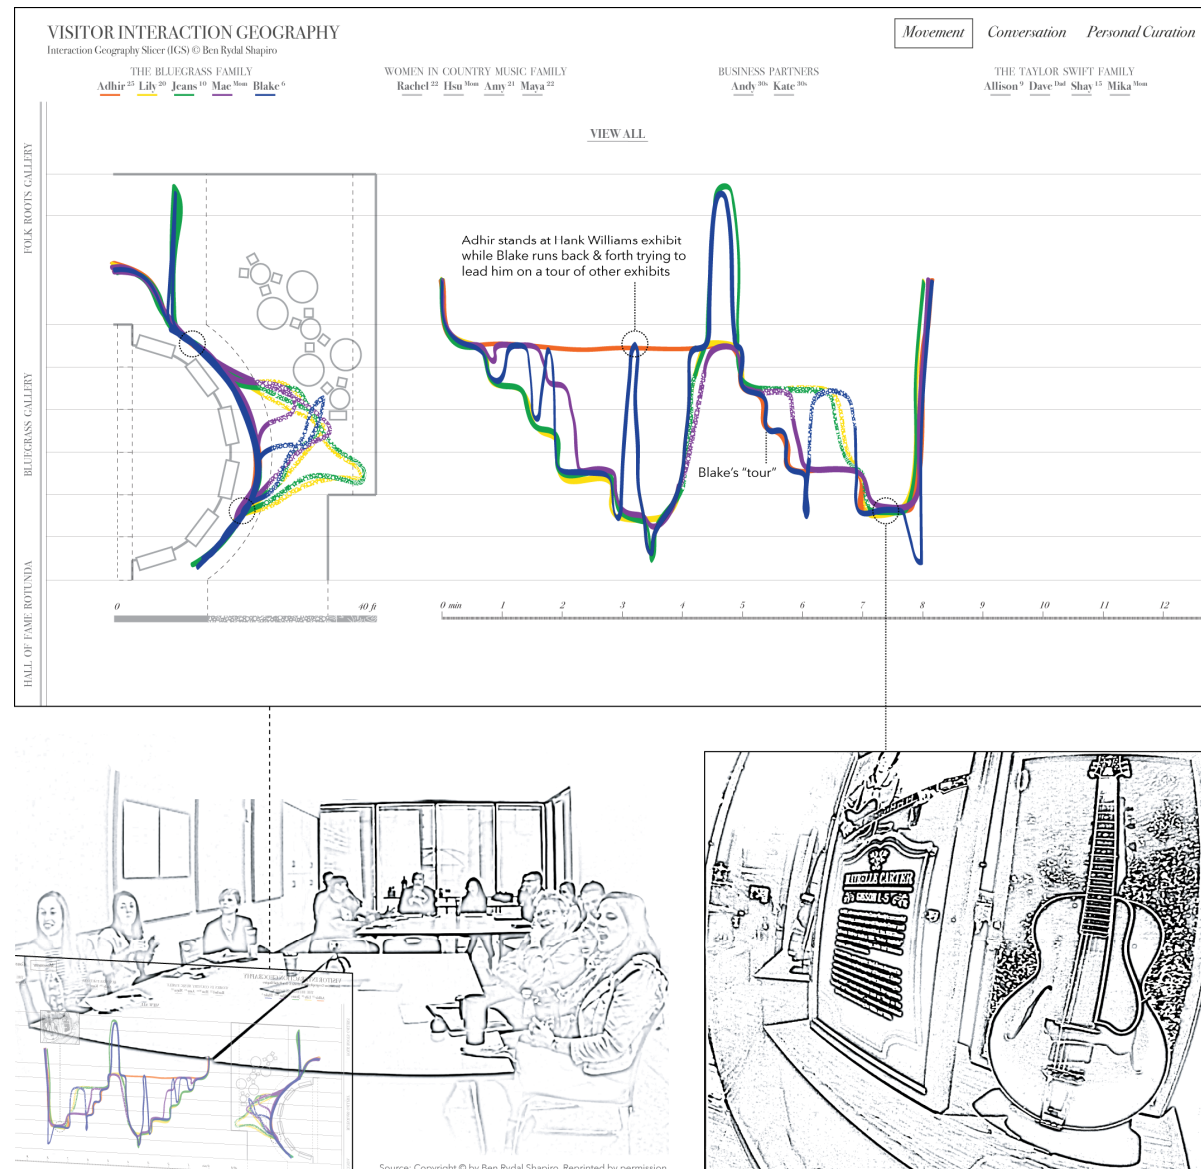 VISITOR INTERACTION GEOGRAPHY
Interaction Geography Slicer (IGS) © Ben Rydal Shapiro
Movement Conversation Personal Curation
THE BLUEGRASS FAMILY
Adhir 25 Lily 20 Jeans 10 Mae Mom Blake 6
WOMEN IN COUNTRY MUSIC FAMILY
Rachel 22 Hsu Mom Amy 21 Maya 22
BUSINESS PARTNERS
Andy 30s Kate 30s
THE TAYLOR SWIFT FAMILY
Allison 9 Dave Dad Shay 15 Mika Mom
VIEW ALL
FOLK ROOTS GALLERY
BLUEGRASS GALLERY
HALL OF FAME ROTUNDA
Adhir stands at Hank Williams exhibit
while Blake runs back & forth trying to
lead him on a tour of other exhibits
Blake's "tour"
0 40 ft
0 min 1 2 3 4 5 6 7 8 9 10 11 12
CARTER
Source: Copyright © by Ben Rydal Shapiro. Reprinted by permission